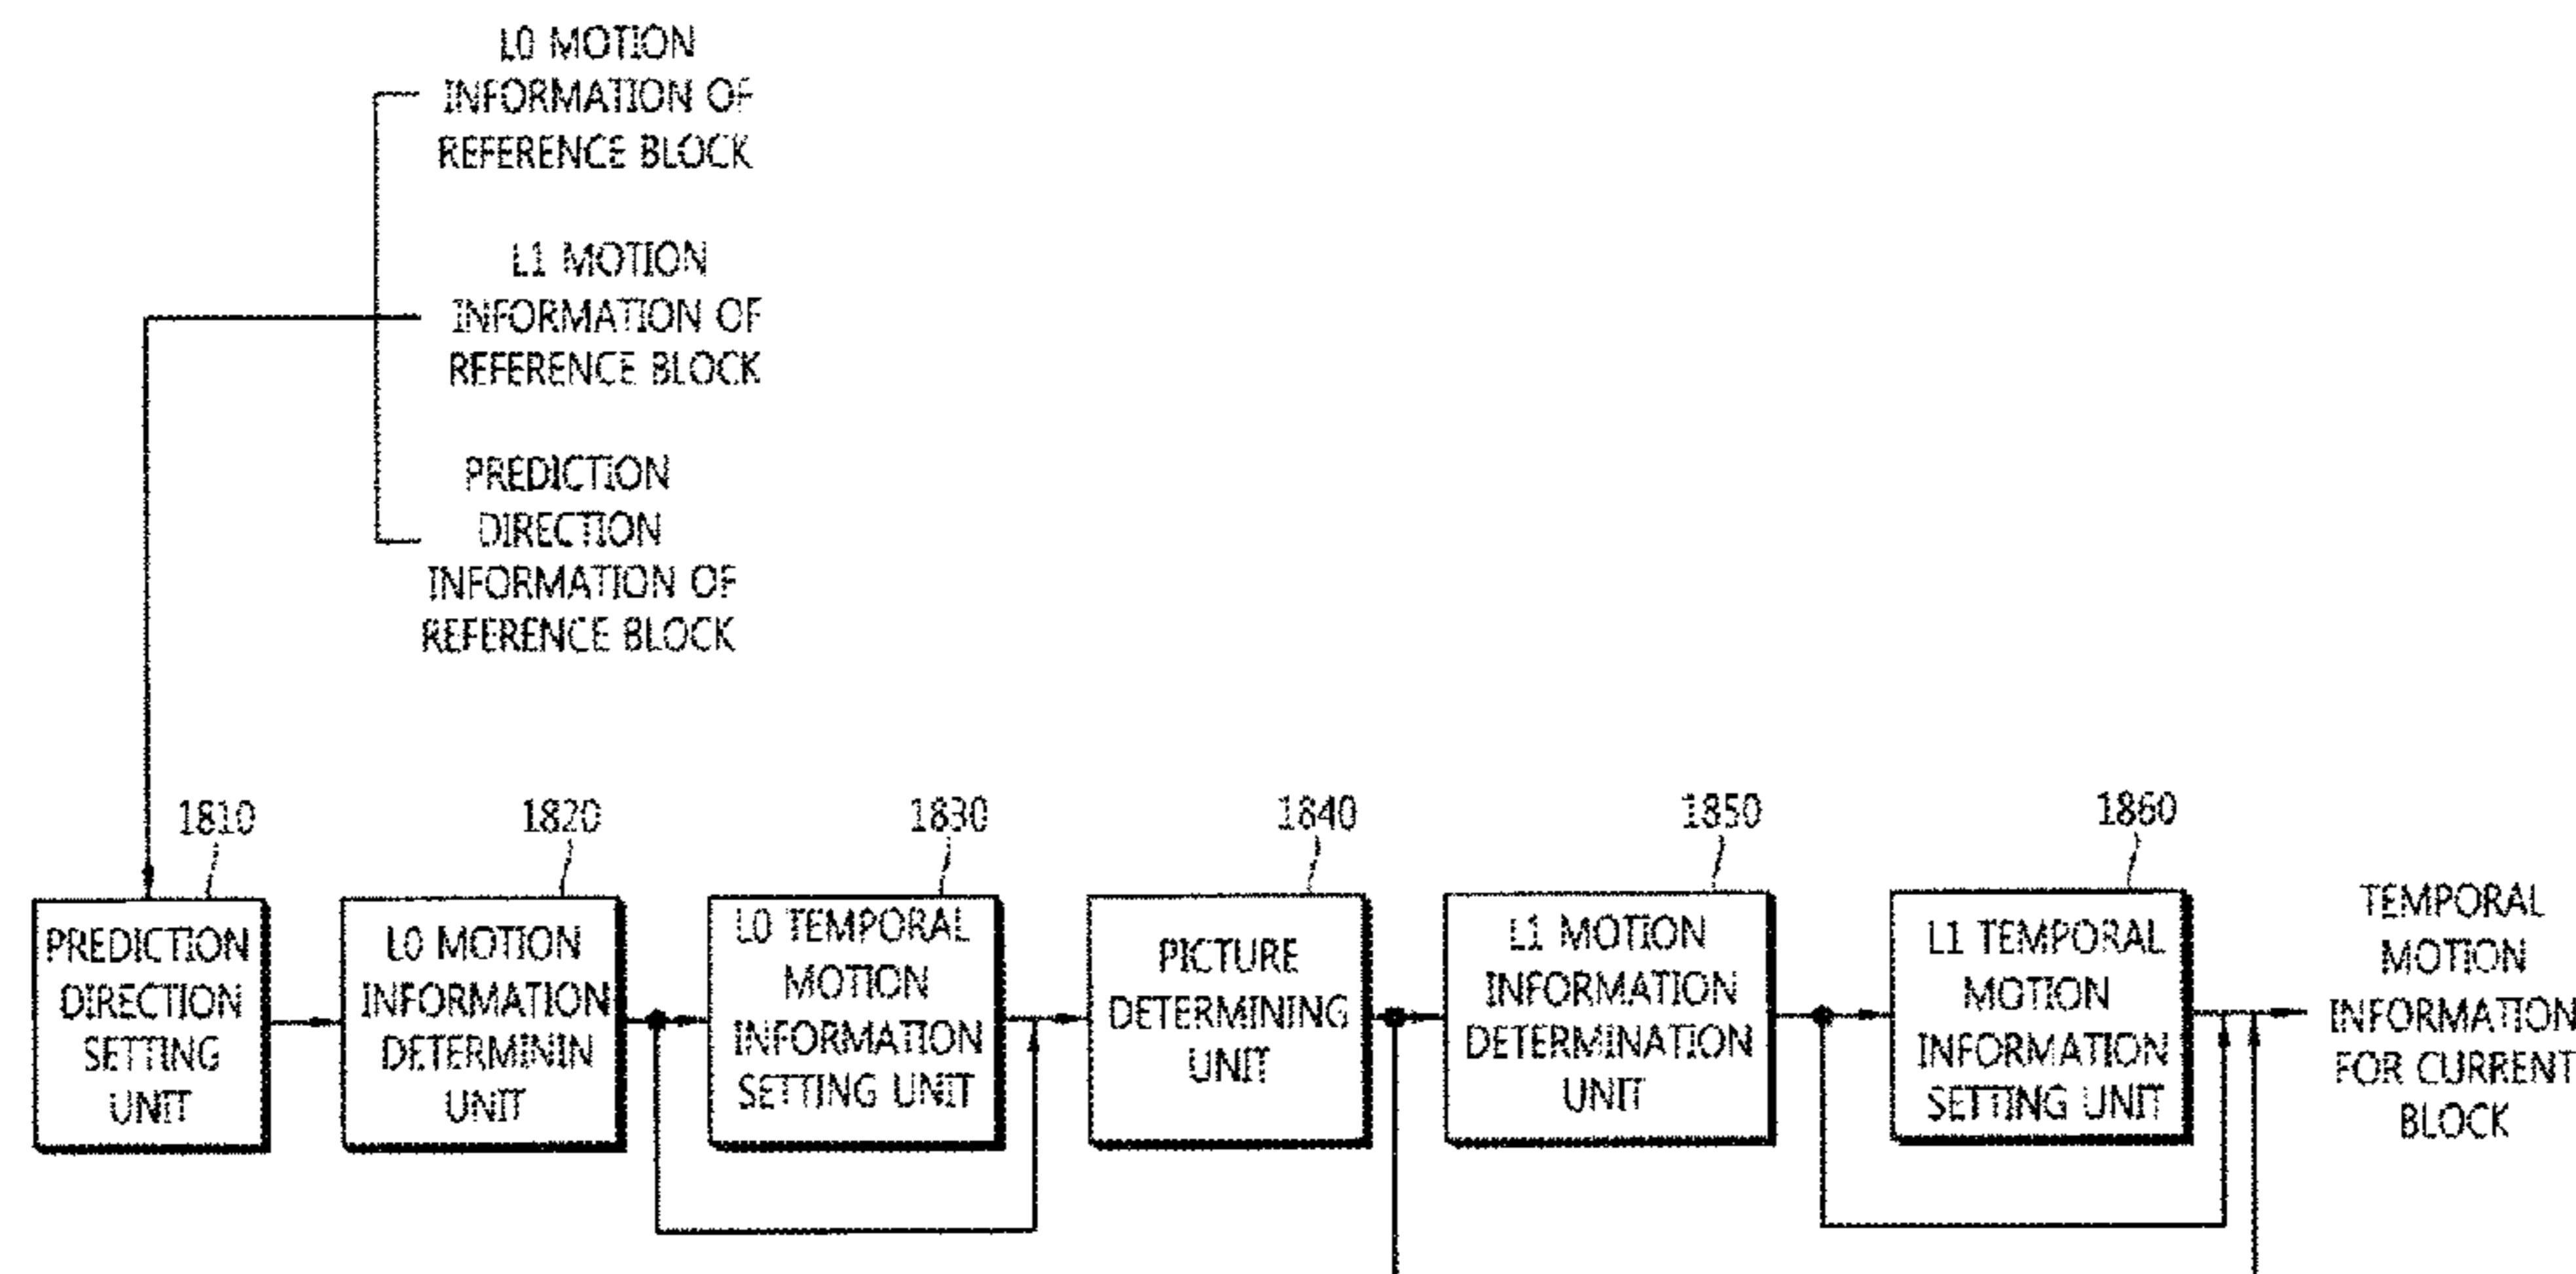 L0 MOTION
INFORMATION OF
REFERENCE BLOCK
L1 MOTION
INFORMATION OF
REFERENCE BLOCK
PREDICTION
DIRECTION
INFORMATION OF
REFERENCE BLOCK
1810
PREDICTION
DIRECTION
SETTING
UNIT
1820
L0 MOTION
INFORMATION
DETERMININ
UNIT
1830
L0 TEMPORAL
MOTION
INFORMATION
SETTING UNIT
1840
PICTURE
DETERMINING
UNIT
1850
L1 MOTION
INFORMATION
DETERMINATION
UNIT
1860
L1 TEMPORAL
MOTION
INFORMATION
SETTING UNIT
TEMPORAL
MOTION
INFORMATION
FOR CURRENT
BLOCK